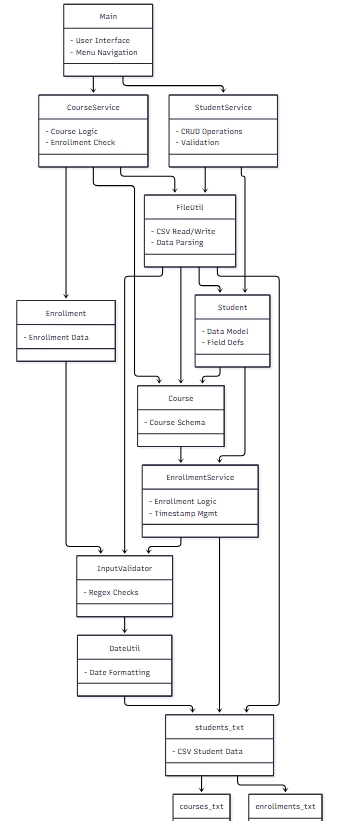 Main
- User Interface
- Menu Navigation
CourseService
- Course Logic
- Enrollment Check
StudentService
- CRUD Operations
- Validation
FileUtil
- CSV Read/Write
- Data Parsing
Enrollment
- Enrollment Data
Student
- Data Model
- Field Defs
Course
- Course Schema
EnrollmentService
- Enrollment Logic
- Timestamp Mgmt
InputValidator
- Regex Checks
DateUtil
- Date Formatting
students_txt
- CSV Student Data
courses_txt
enrollments_txt